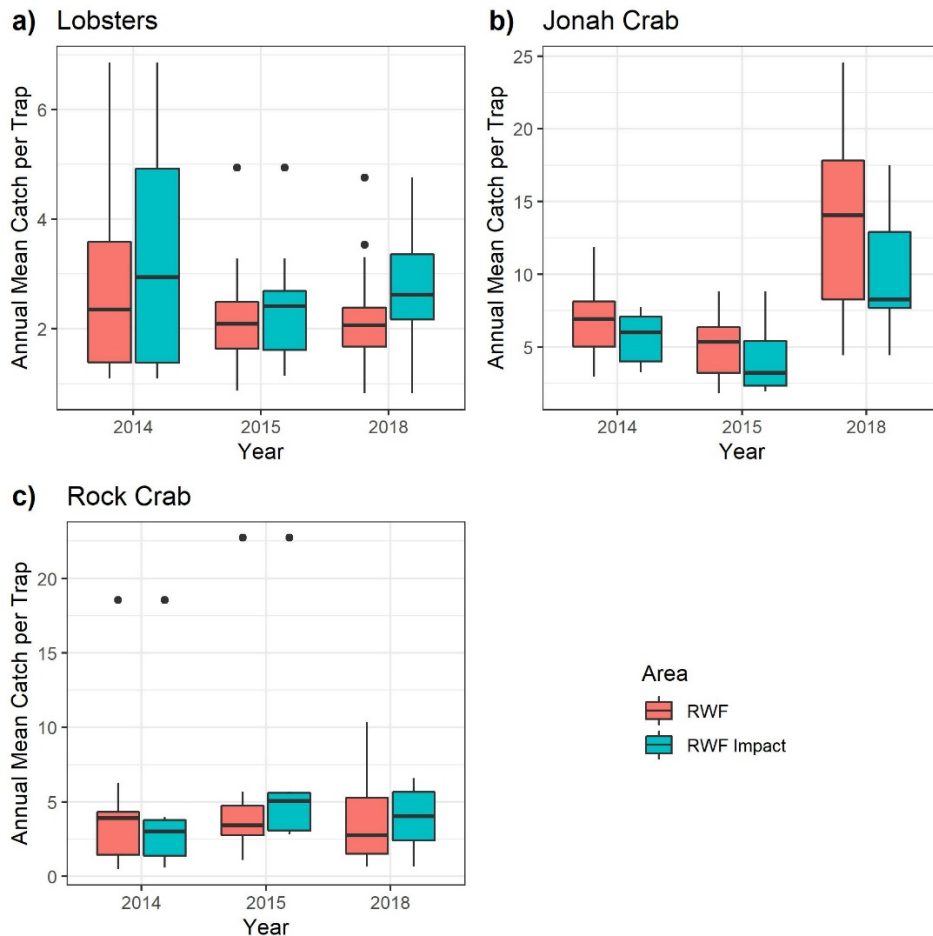 a) Lobsters
Annual Mean Catch per Trap
6
4
2
2014 2015 2018
Year
b) Jonah Crab
Annual Mean Catch per Trap
25
20
15
10
5
2014 2015 2018
Year
c) Rock Crab
Annual Mean Catch per Trap
20
15
10
5
0
2014 2015 2018
Year
Area
RWF
RWF Impact